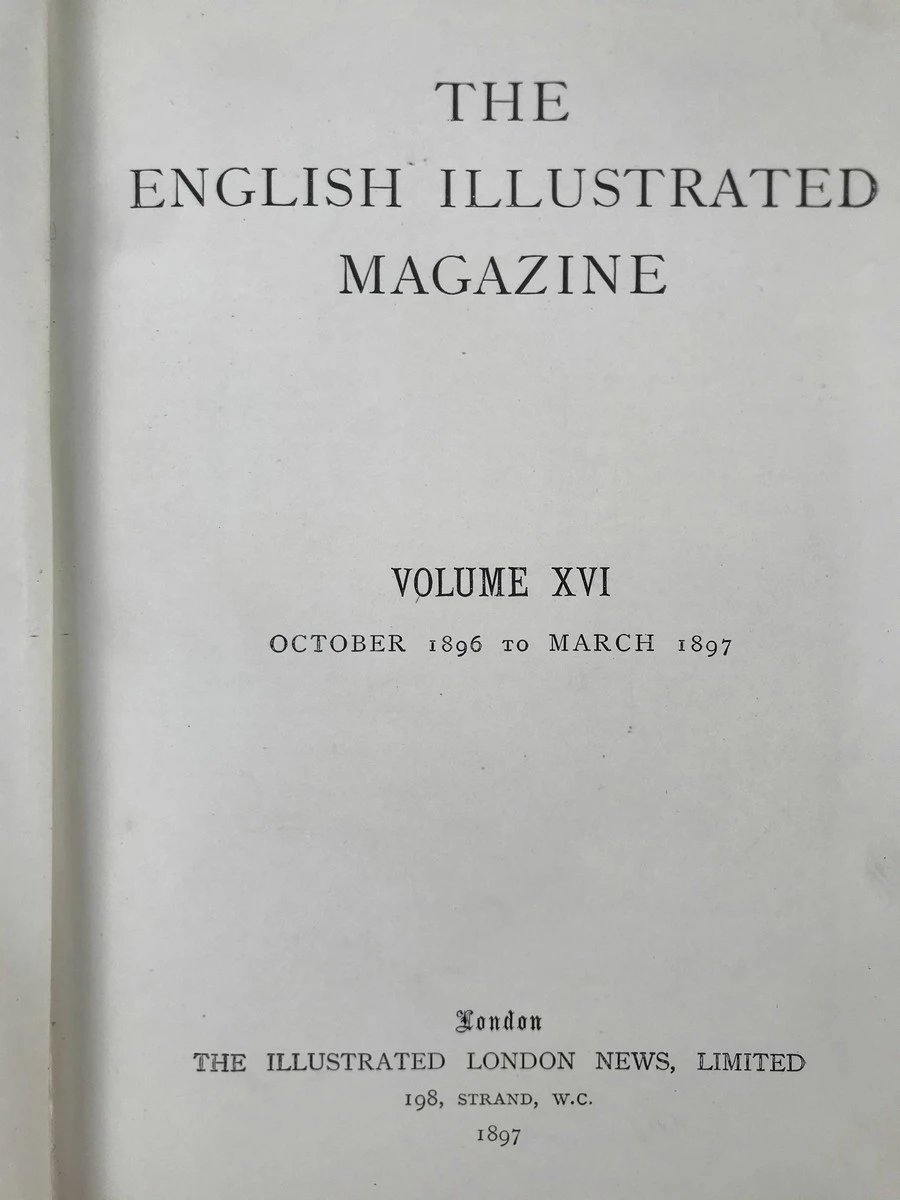 THE
ENGLISH ILLUSTRATED
MAGAZINE
VOLUME XVI
OCTOBER 1896 TO MARCH 1897
London
THE ILLUSTRATED LONDON NEWS, LIMITED
198, STRAND, W.C.
1897